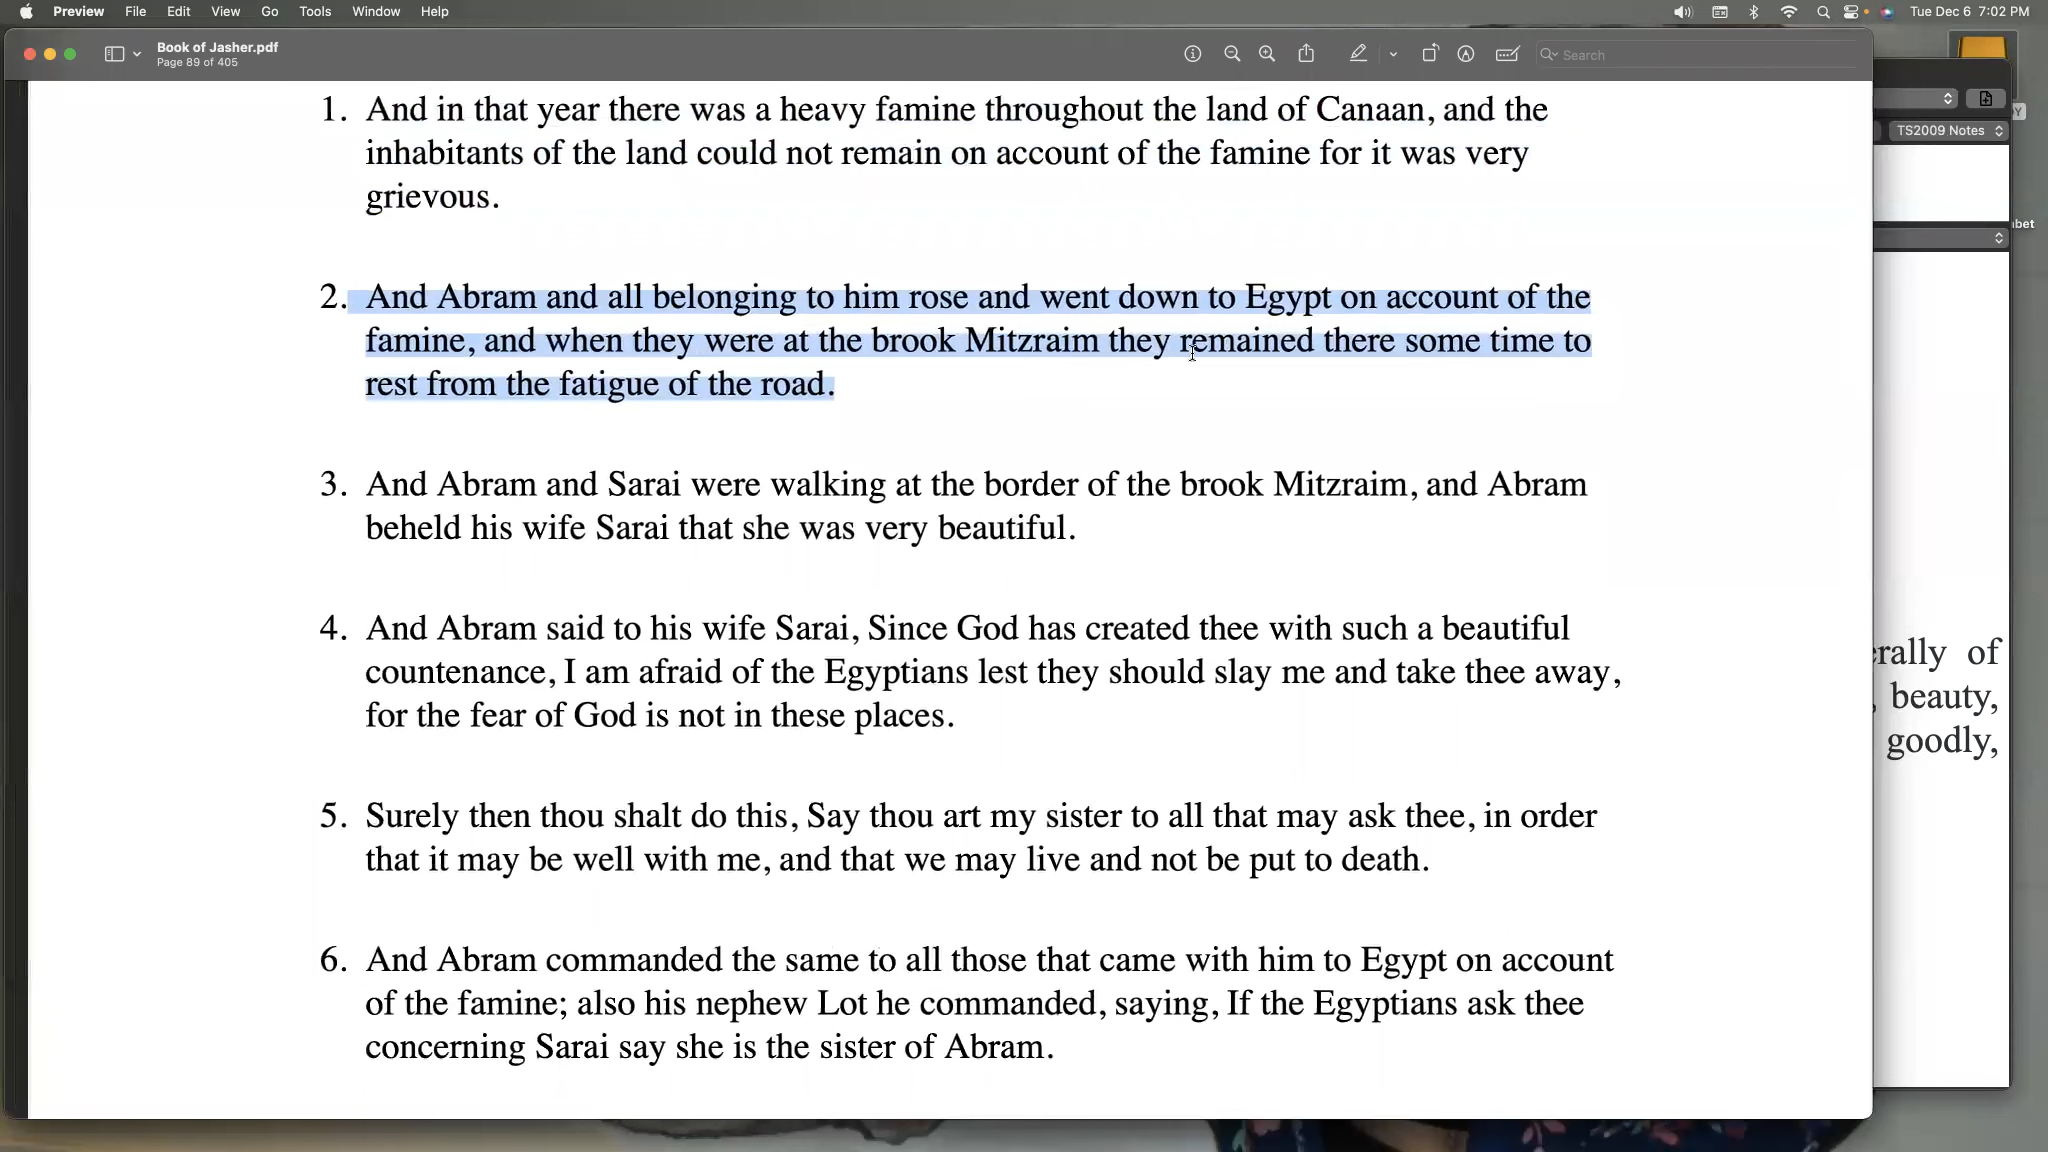 Preview File Edit View Go Tools Window Help
Tue Dec 6 7:02 PM
Book of Jasher.pdf
Page 89 of 405
Search
TS2009 Notes
1. And in that year there was a heavy famine throughout the land of Canaan, and the
inhabitants of the land could not remain on account of the famine for it was very
grievous.
2. And Abram and all belonging to him rose and went down to Egypt on account of the
famine, and when they were at the brook Mitzraim they remained there some time to
rest from the fatigue of the road.
3. And Abram and Sarai were walking at the border of the brook Mitzraim, and Abram
beheld his wife Sarai that she was very beautiful.
4. And Abram said to his wife Sarai, Since God has created thee with such a beautiful
countenance, I am afraid of the Egyptians lest they should slay me and take thee away,
for the fear of God is not in these places.
5. Surely then thou shalt do this, Say thou art my sister to all that may ask thee, in order
that it may be well with me, and that we may live and not be put to death.
6. And Abram commanded the same to all those that came with him to Egypt on account
of the famine; also his nephew Lot he commanded, saying, If the Egyptians ask thee
concerning Sarai say she is the sister of Abram.
of
beauty,
goodly,